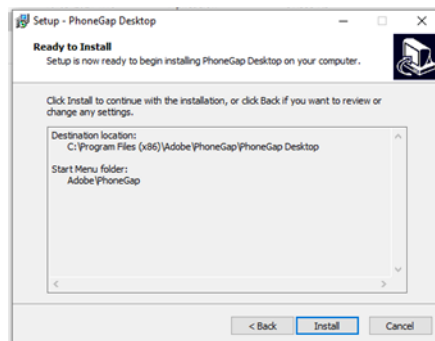 Setup - PhoneGap Desktop
Ready to Install
Setup is now ready to begin installing PhoneGap Desktop on your computer.
Click Install to continue with the installation, or click Back if you want to review or
change any settings.
Destination location:
C:\Program Files (x86)\Adobe\PhoneGap\PhoneGap Desktop
Start Menu folder:
Adobe\PhoneGap
< Back Install Cancel